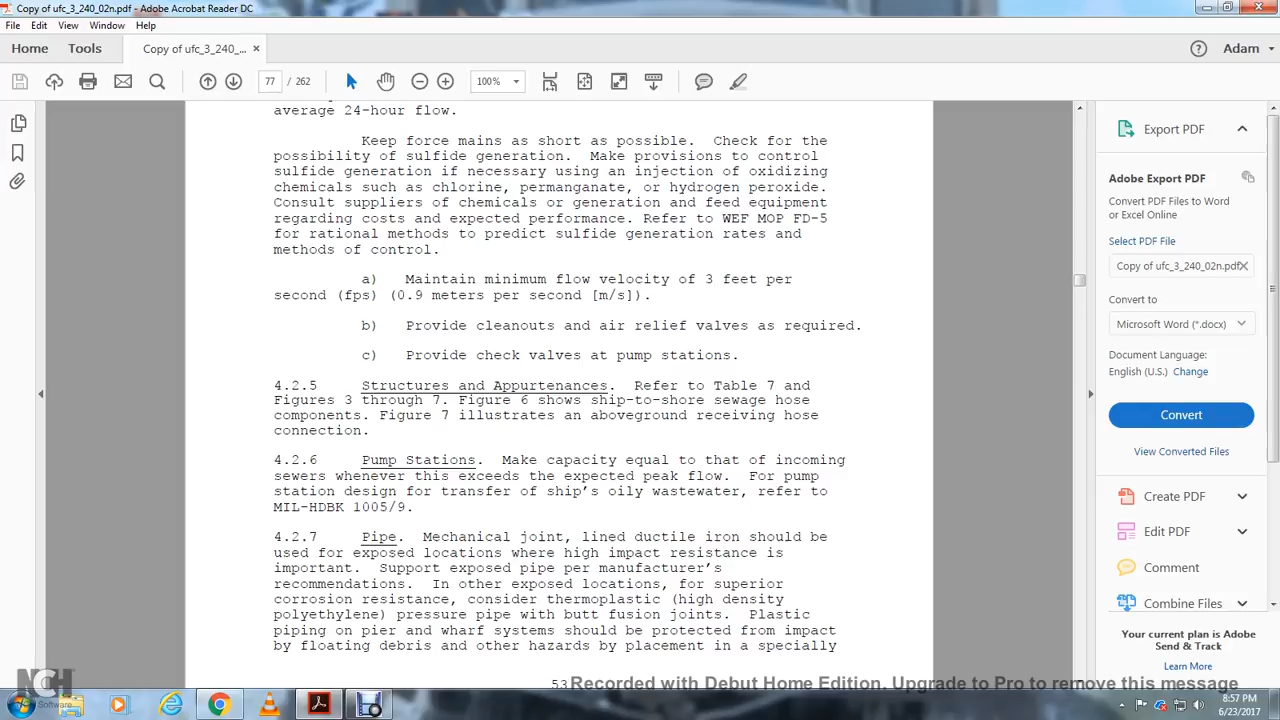 Copy of ufc_3_240_02n.pdf - Adobe Acrobat Reader DC
File Edit View Window Help
Home Tools Copy of ufc_3_240_... × Adam
77 / 262 100%
average 24-hour flow.
Keep force mains as short as possible. Check for the
possibility of sulfide generation. Make provisions to control
sulfide generation if necessary using an injection of oxidizing
chemicals such as chlorine, permanganate, or hydrogen peroxide.
Consult suppliers of chemicals or generation and feed equipment
regarding costs and expected performance. Refer to WEF MOP FD-5
for rational methods to predict sulfide generation rates and
methods of control.
a) Maintain minimum flow velocity of 3 feet per
second (fps) (0.9 meters per second [m/s]).
b) Provide cleanouts and air relief valves as required.
c) Provide check valves at pump stations.
4.2.5 Structures and Appurtenances. Refer to Table 7 and
Figures 3 through 7. Figure 6 shows ship-to-shore sewage hose
components. Figure 7 illustrates an aboveground receiving hose
connection.
4.2.6 Pump Stations. Make capacity equal to that of incoming
sewers whenever this exceeds the expected peak flow. For pump
station design for transfer of ship's oily wastewater, refer to
MIL-HDBK 1005/9.
4.2.7 Pipe. Mechanical joint, lined ductile iron should be
used for exposed locations where high impact resistance is
important. Support exposed pipe per manufacturer's
recommendations. In other exposed locations, for superior
corrosion resistance, consider thermoplastic (high density
polyethylene) pressure pipe with butt fusion joints. Plastic
piping on pier and wharf systems should be protected from impact
by floating debris and other hazards by placement in a specially
53
Export PDF
Adobe Export PDF
Convert PDF Files to Word
or Excel Online
Select PDF File
Copy of ufc_3_240_02n.pdf
Convert to
Microsoft Word (*.docx)
Document Language:
English (U.S.) Change
Convert
View Converted Files
Create PDF
Edit PDF
Comment
Combine Files
Your current plan is Adobe
Send & Track
Learn More
NCH
Software
Recorded with Debut Home Edition. Upgrade to Pro to remove this message
8:57 PM
6/23/2017